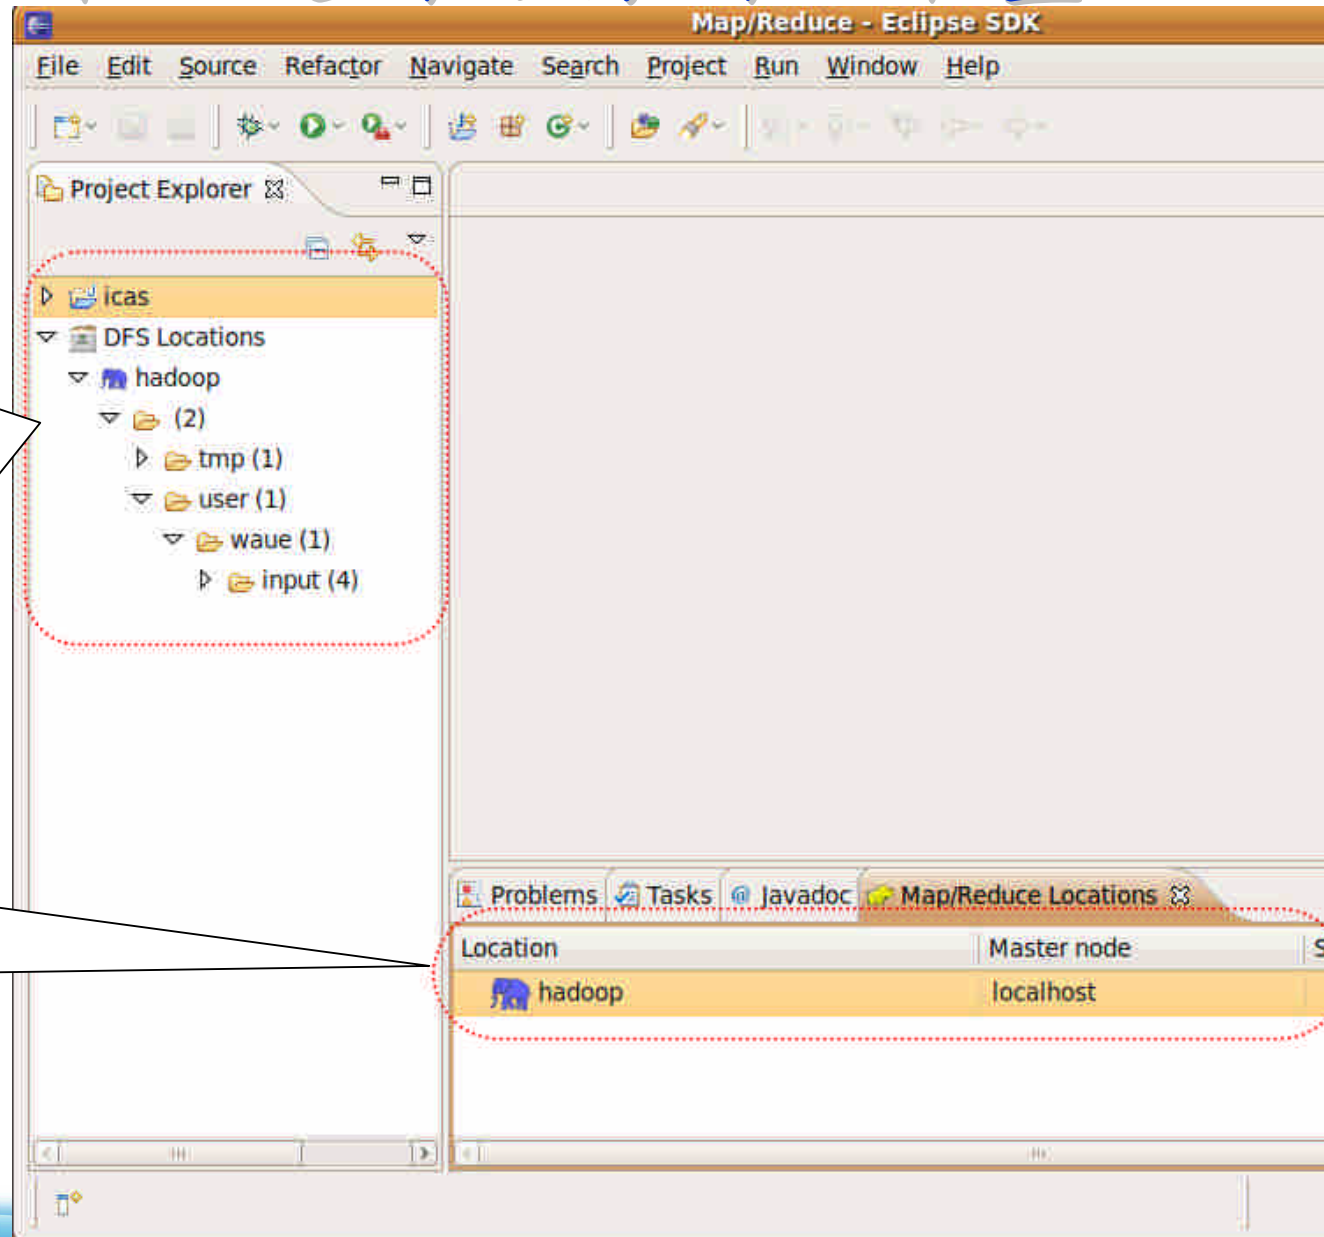 Map/Reduce - Eclipse SDK
File Edit Source Refactor Navigate Search Project Run Window Help
Project Explorer
icas
DFS Locations
hadoop
(2)
tmp (1)
user (1)
waue (1)
input (4)
Problems Tasks @ Javadoc Map/Reduce Locations
Location Master node S
hadoop localhost